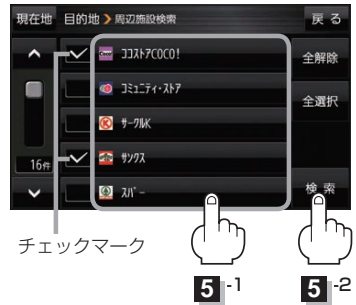 現在地 目的地 > 周辺施設検索 戻る
ココストアCOCO!
コミュニティ・ストア
サークルK
サンクス
スパー
全解除
全選択
16件
検索
チェックマーク
5-1
5-2